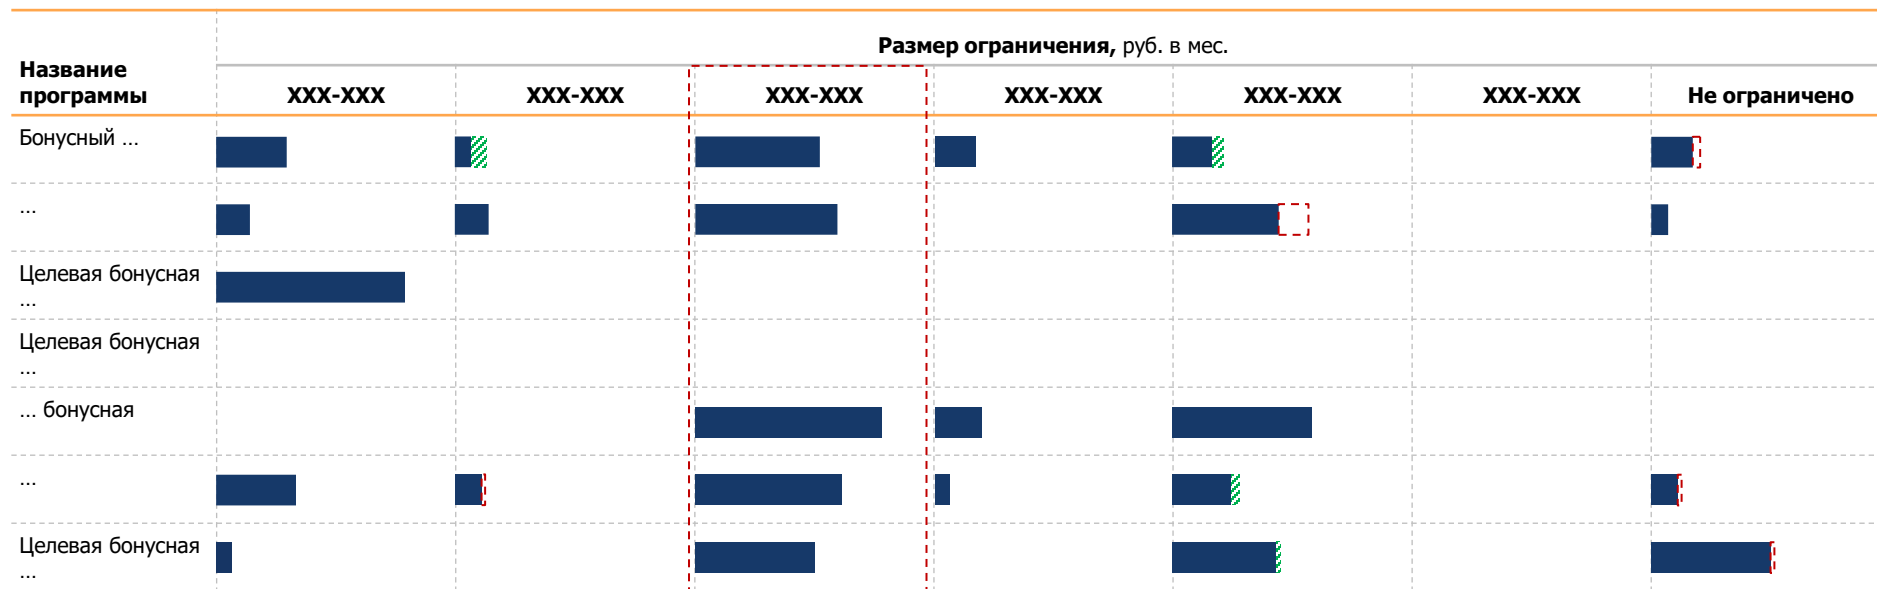 Размер ограничения, руб. в мес.
Название
программы
XXX-XXX
XXX-XXX
XXX-XXX
XXX-XXX
XXX-XXX
XXX-XXX
Не ограничено
Бонусный ...
...
Целевая бонусная
...
Целевая бонусная
...
... бонусная
...
Целевая бонусная
...